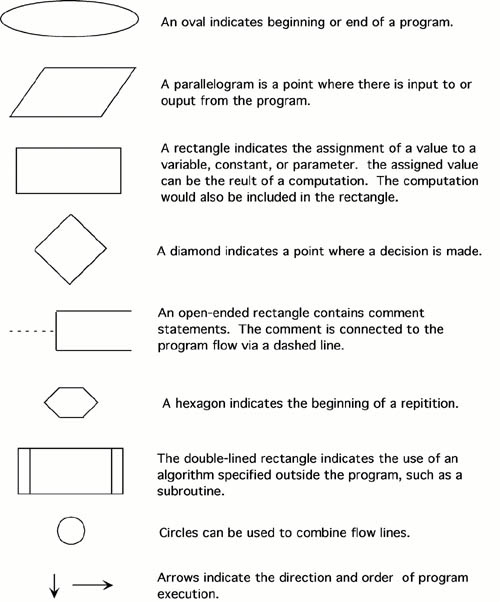 An oval indicates beginning or end of a program.
A parallelogram is a point where there is input to or
ouput from the program.
A rectangle indicates the assignment of a value to a
variable, constant, or parameter.  the assigned value
can be the reult of a computation.  The computation
would also be included in the rectangle.
A diamond indicates a point where a decision is made.
An open-ended rectangle contains comment
statements.  The comment is connected to the
program flow via a dashed line.
A hexagon indicates the beginning of a repitition.
The double-lined rectangle indicates the use of an
algorithm specified outside the program, such as a
subroutine.
Circles can be used to combine flow lines.
Arrows indicate the direction and order  of program
execution.